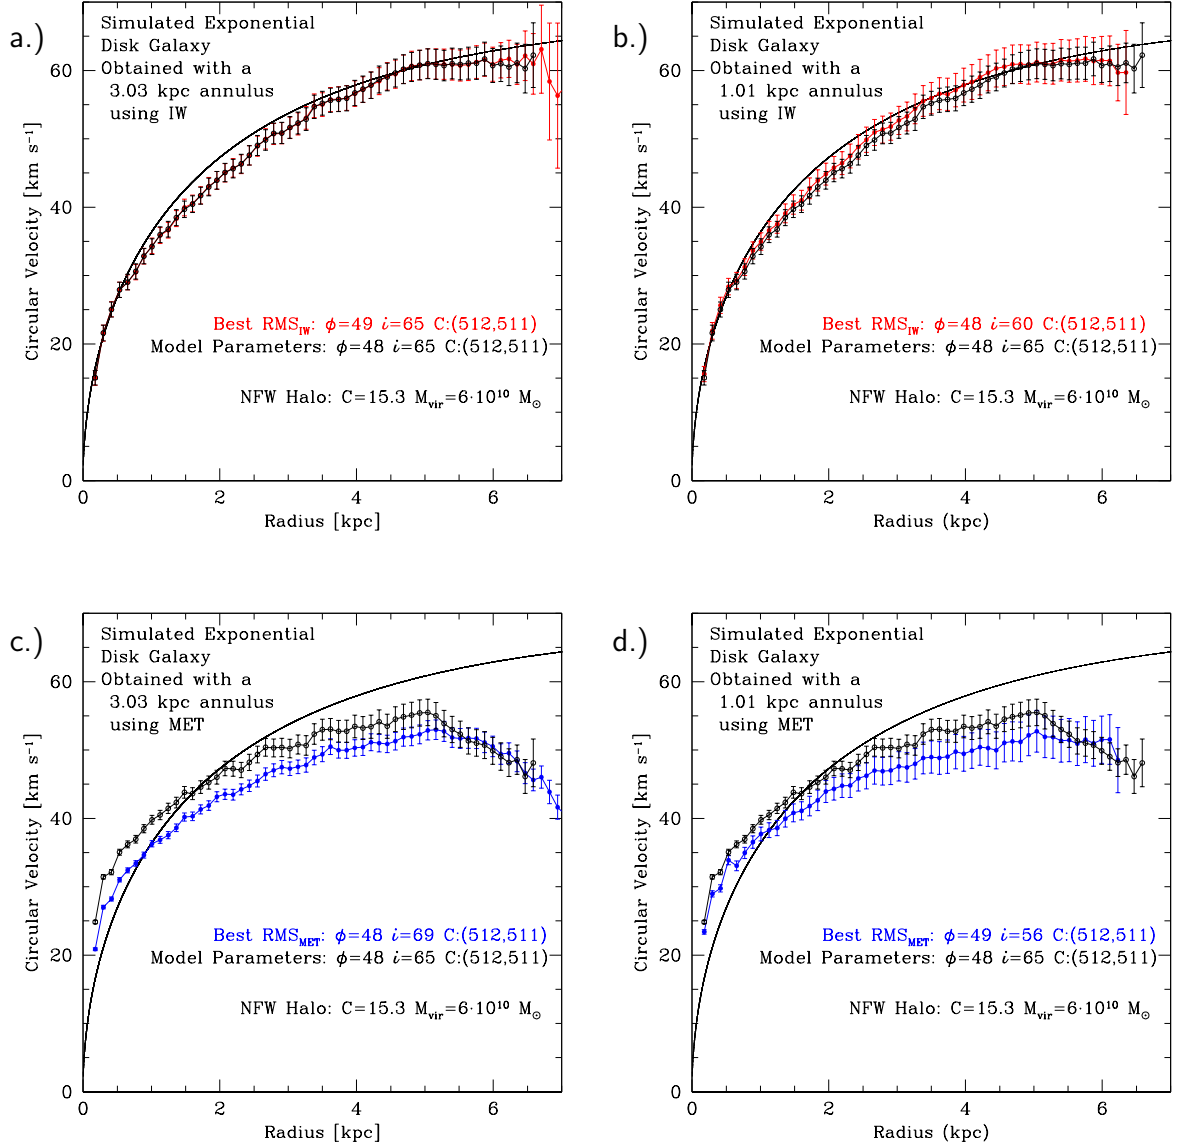 a.)
Simulated Exponential
Disk Galaxy
Obtained with a
3.03 kpc annulus
using IW
Best RMS_IW: ϕ=49 i=65 C:(512,511)
Model Parameters: ϕ=48 i=65 C:(512,511)
NFW Halo: C=15.3 M_vir=6·10^10 M_⊙
Circular Velocity [km s^-1]
60
40
20
0
0 2 4 6
Radius [kpc]
b.)
Simulated Exponential
Disk Galaxy
Obtained with a
1.01 kpc annulus
using IW
Best RMS_IW: ϕ=48 i=60 C:(512,511)
Model Parameters: ϕ=48 i=65 C:(512,511)
NFW Halo: C=15.3 M_vir=6·10^10 M_⊙
Circular Velocity [km s^-1]
60
40
20
0
0 2 4 6
Radius (kpc)
c.)
Simulated Exponential
Disk Galaxy
Obtained with a
3.03 kpc annulus
using MET
Best RMS_MET: ϕ=48 i=69 C:(512,511)
Model Parameters: ϕ=48 i=65 C:(512,511)
NFW Halo: C=15.3 M_vir=6·10^10 M_⊙
Circular Velocity [km s^-1]
60
40
20
0
0 2 4 6
Radius [kpc]
d.)
Simulated Exponential
Disk Galaxy
Obtained with a
1.01 kpc annulus
using MET
Best RMS_MET: ϕ=49 i=56 C:(512,511)
Model Parameters: ϕ=48 i=65 C:(512,511)
NFW Halo: C=15.3 M_vir=6·10^10 M_⊙
Circular Velocity [km s^-1]
60
40
20
0
0 2 4 6
Radius (kpc)